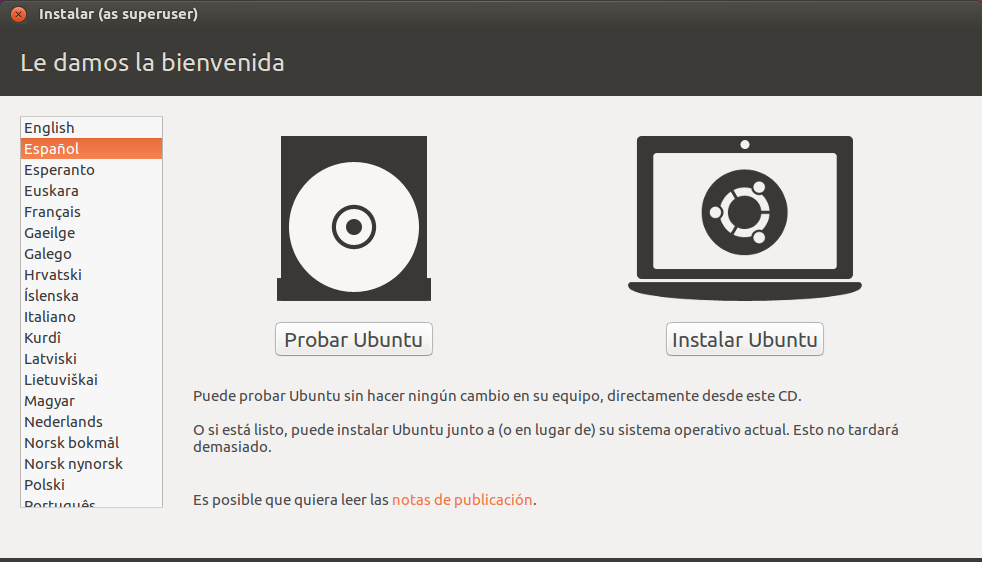 Instalar (as superuser)
Le damos la bienvenida
English
Español
Esperanto
Euskara
Français
Gaeilge
Galego
Hrvatski
Íslenska
Italiano
Kurdî
Latviski
Lietuviškai
Magyar
Nederlands
Norsk bokmål
Norsk nynorsk
Polski
Português
Probar Ubuntu
Instalar Ubuntu
Puede probar Ubuntu sin hacer ningún cambio en su equipo, directamente desde este CD.
O si está listo, puede instalar Ubuntu junto a (o en lugar de) su sistema operativo actual. Esto no tardará
demasiado.
Es posible que quiera leer las notas de publicación.